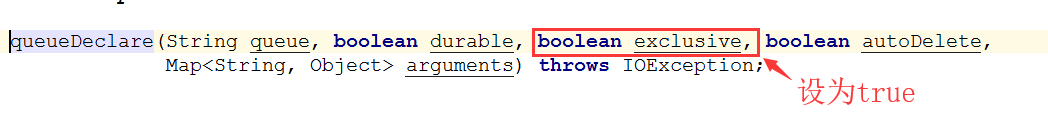 queueDeclare(String queue, boolean durable, boolean exclusive, boolean autoDelete,
Map<String, Object> arguments) throws IOException;
设为true